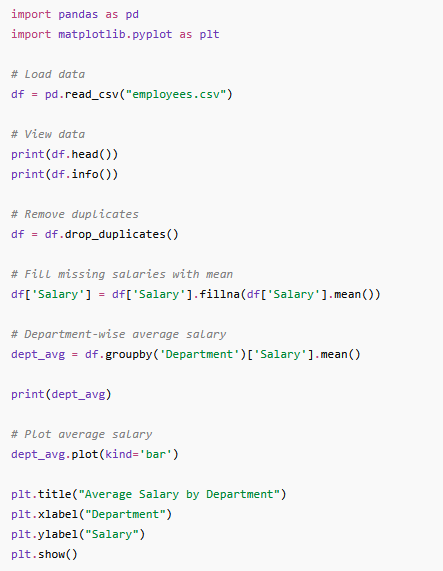 import pandas as pd
import matplotlib.pyplot as plt
# Load data
df = pd.read_csv("employees.csv")
# View data
print(df.head())
print(df.info())
# Remove duplicates
df = df.drop_duplicates()
# Fill missing salaries with mean
df['Salary'] = df['Salary'].fillna(df['Salary'].mean())
# Department-wise average salary
dept_avg = df.groupby('Department')['Salary'].mean()
print(dept_avg)
# Plot average salary
dept_avg.plot(kind='bar')
plt.title("Average Salary by Department")
plt.xlabel("Department")
plt.ylabel("Salary")
plt.show()